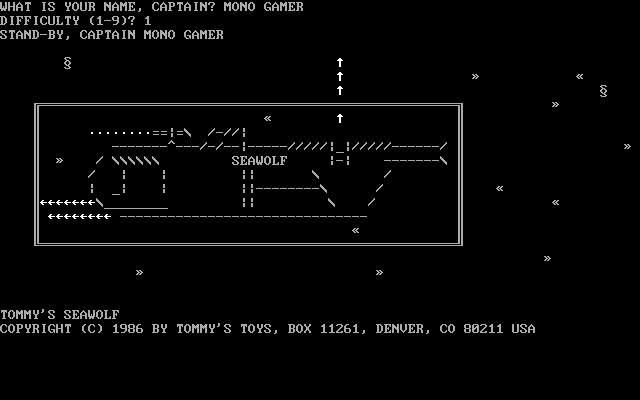 WHAT IS YOUR NAME, CAPTAIN? MONO GAMER
DIFFICULTY (1-9)? 1
STAND-BY, CAPTAIN MONO GAMER
SEAWOLF
TOMMY'S SEAWOLF
COPYRIGHT (C) 1986 BY TOMMY'S TOYS, BOX 11261, DENVER, CO 80211 USA